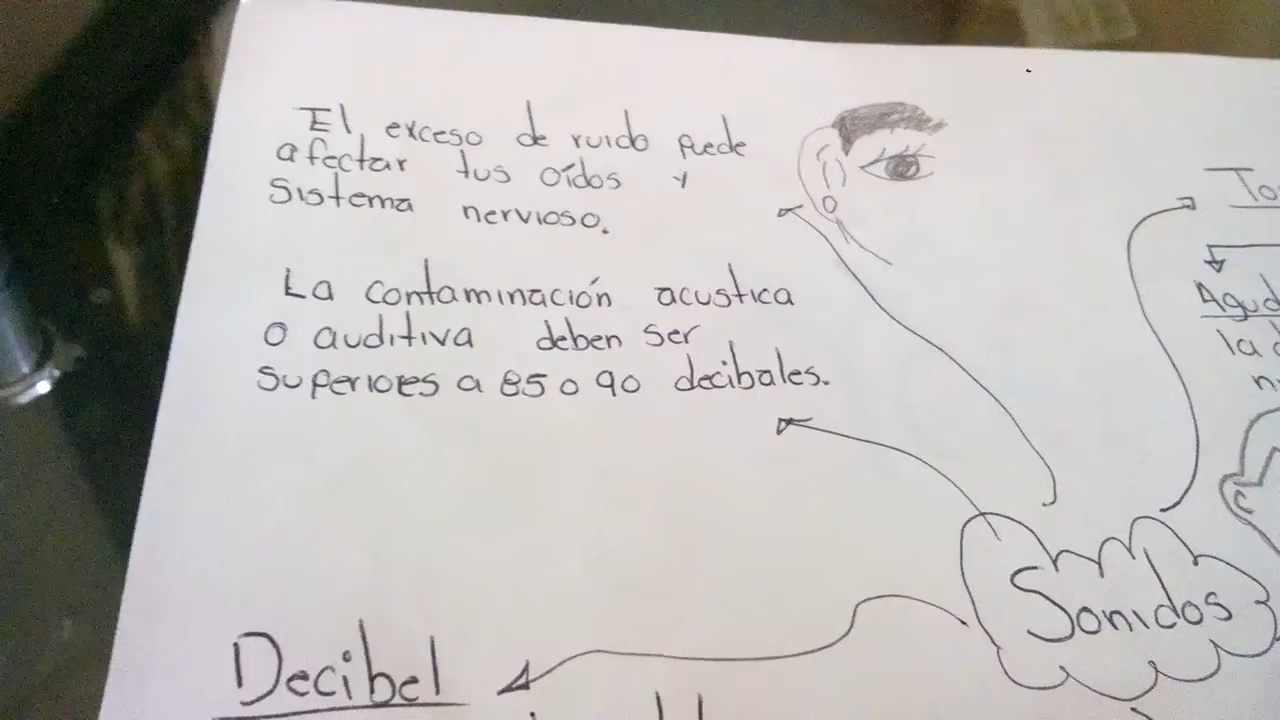 El exceso de ruido puede
afectar tus oídos y
sistema nervioso.
La contaminación acustica
o auditiva deben ser
superiores a 85 o 90 decibales.
Sonidos
Decibel
la